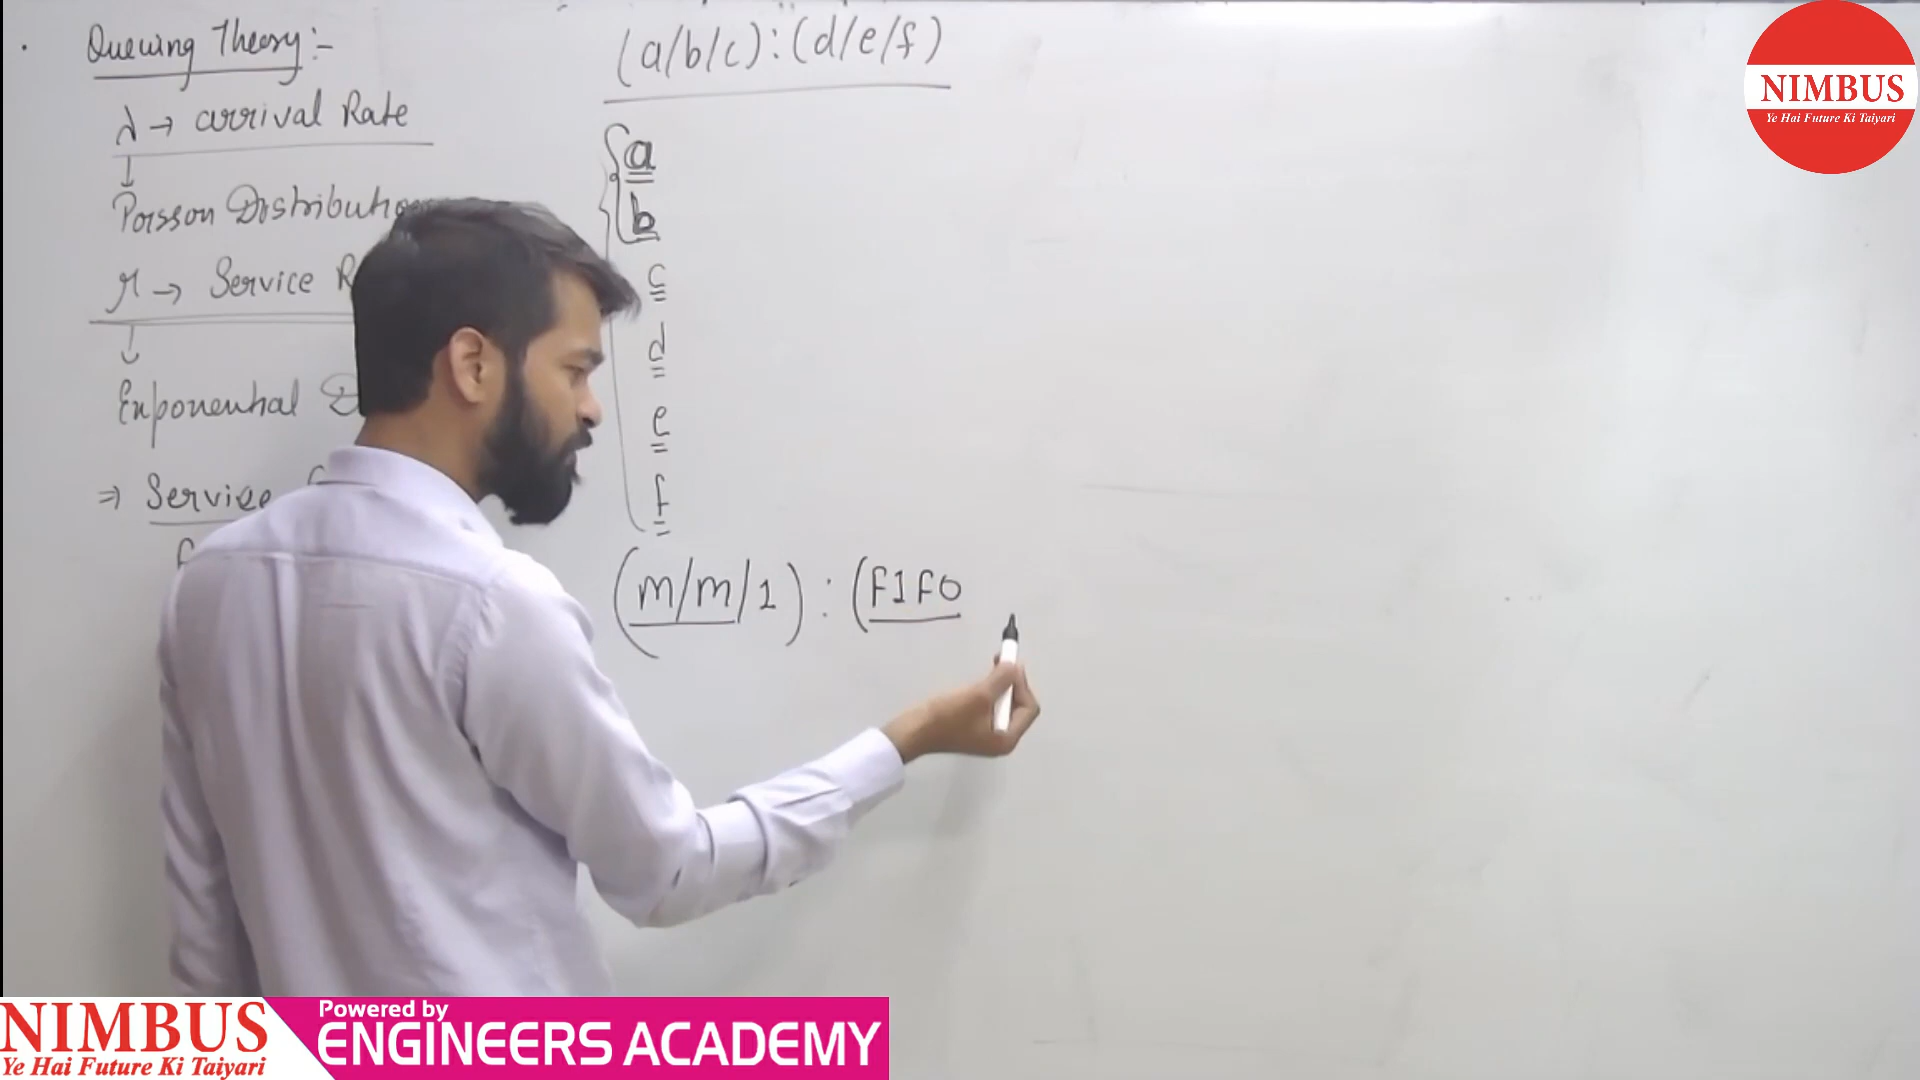 Queuing Theory:-
λ → arrival Rate
↓
Poisson Distribution
μ → Service R
↓
Exponential D
⇒ Service
(a/b/c):(d/e/f)
a
b
c
d
e
f
(m/m/1) : (FIFO
NIMBUS
Ye Hai Future Ki Taiyari
NIMBUS
Ye Hai Future Ki Taiyari
Powered by
ENGINEERS ACADEMY